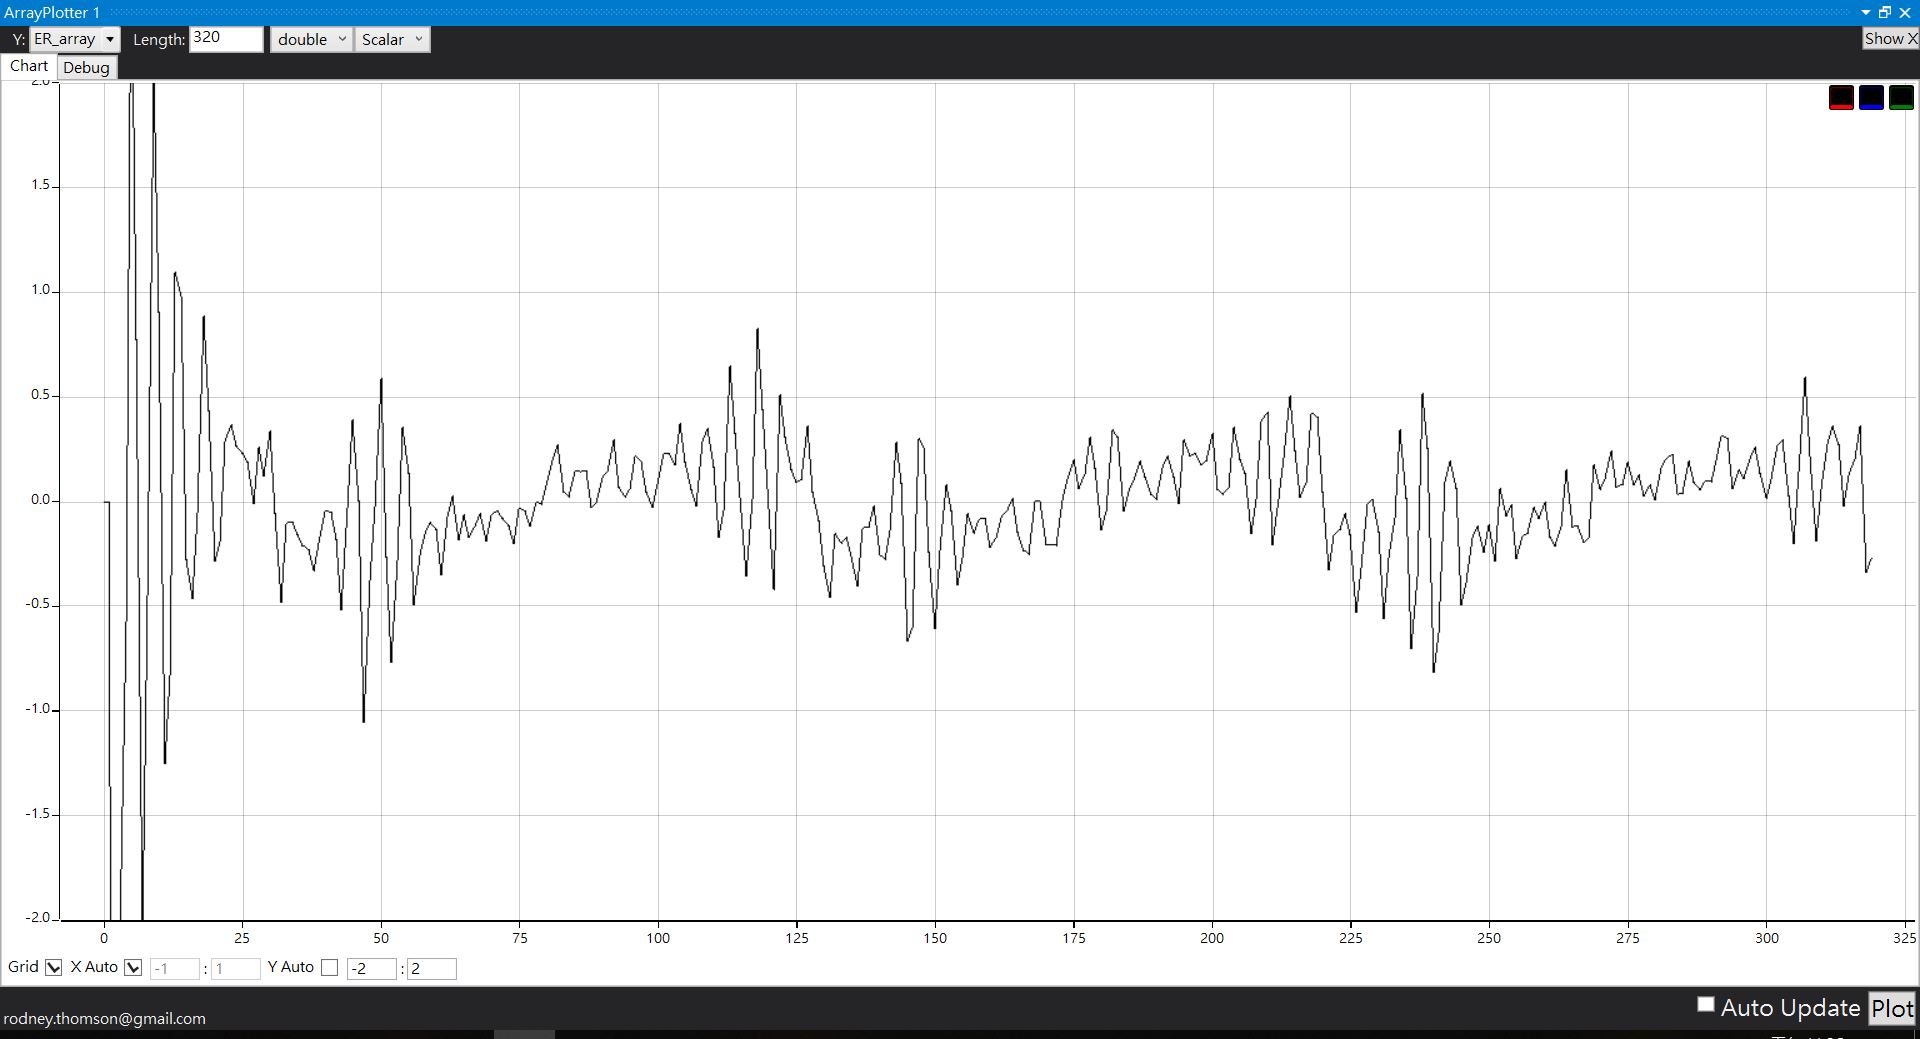 ArrayPlotter 1
Y: ER_array Length: 320 double Scalar Show X
Chart Debug
2.0
1.5
1.0
0.5
0.0
-0.5
-1.0
-1.5
-2.0
0 25 50 75 100 125 150 175 200 225 250 275 300 325
Grid X Auto -1 : 1 Y Auto -2 : 2
Auto Update Plot
rodney.thomson@gmail.com